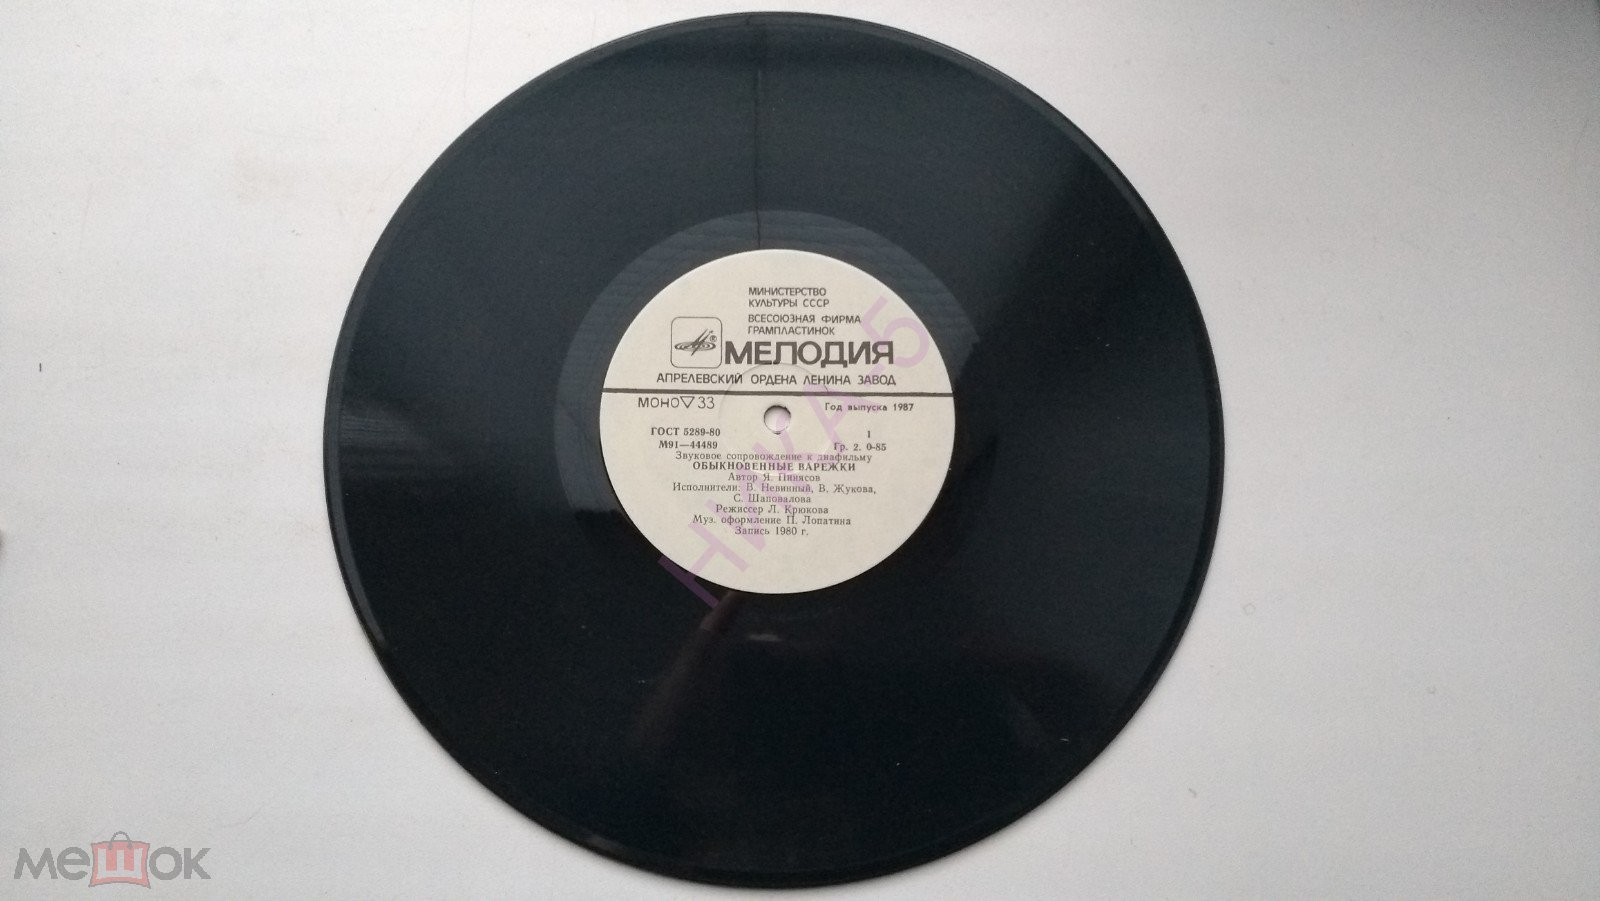 МИНИСТЕРСТВО
КУЛЬТУРЫ СССР
ВСЕСОЮЗНАЯ ФИРМА
ГРАМПЛАСТИНОК
МЕЛОДИЯ
АПРЕЛЕВСКИЙ ОРДЕНА ЛЕНИНА ЗАВОД
МОНО▽33
Год выпуска 1987
ГОСТ 5289-80
1
М91—44489
Гр. 2. 0-85
Звуковое сопровождение к диафильму
ОБЫКНОВЕННЫЕ ВАРЕЖКИ
Автор Я. Пинясов
Исполнители: В. Невинный, В. Жукова,
С. Шаповалова
Режиссер Л. Крюкова
Муз. оформление П. Лопатина
Запись 1980 г.
НИКА-5
мешок